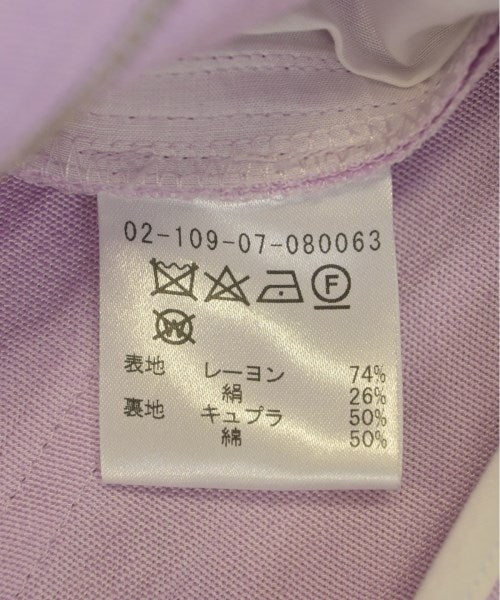 02-109-07-080063
F
W
表地 レーヨン 74%
絹 26%
裏地 キュプラ 50%
綿 50%